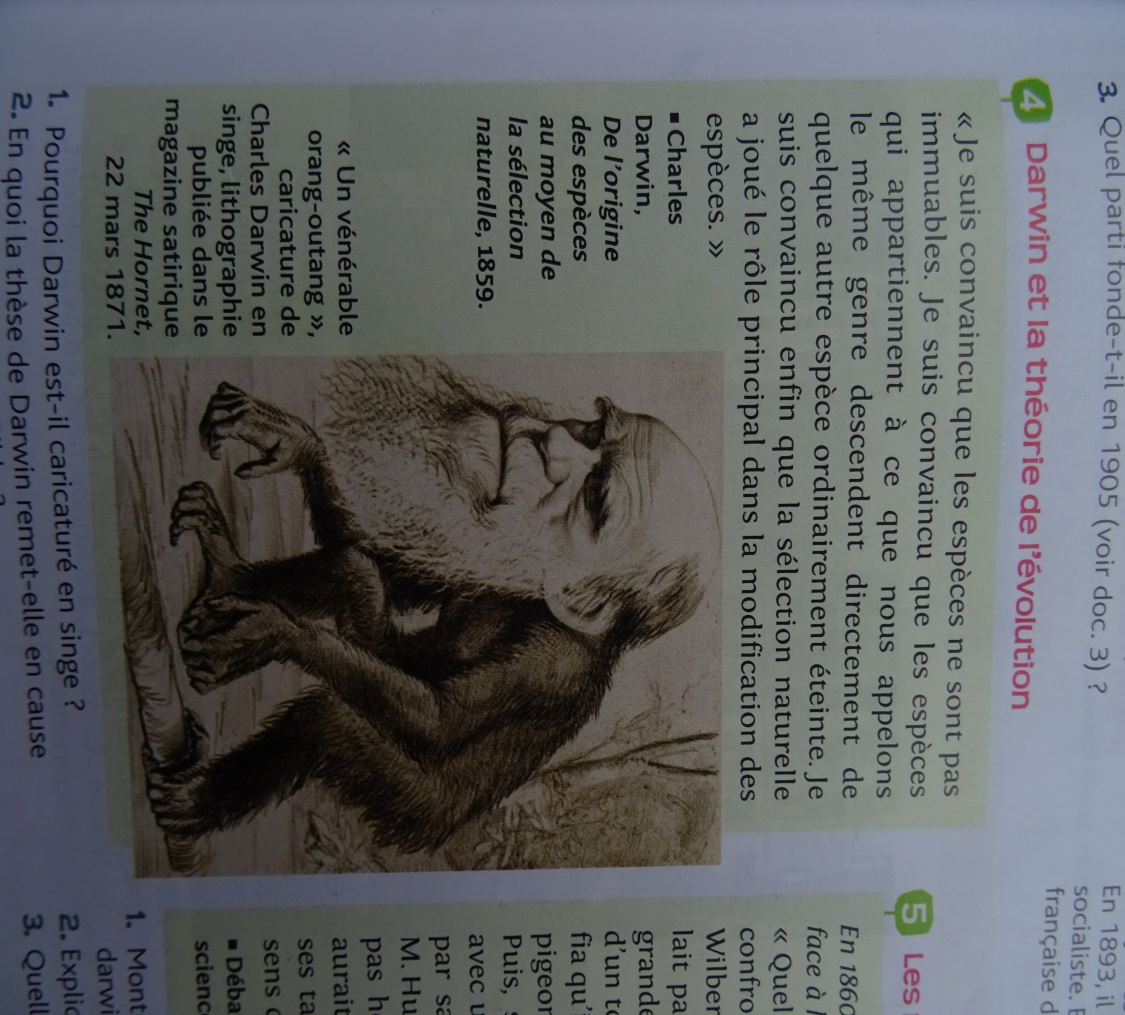 3. Quel parti fonde-t-il en 1905 (voir doc. 3) ?
4 Darwin et la théorie de l'évolution
« Je suis convaincu que les espèces ne sont pas
immuables. Je suis convaincu que les espèces
qui appartiennent à ce que nous appelons
le même genre descendent directement de
quelque autre espèce ordinairement éteinte. Je
suis convaincu enfin que la sélection naturelle
a joué le rôle principal dans la modification des
espèces. »
▪ Charles
Darwin,
De l'origine
des espèces
au moyen de
la sélection
naturelle, 1859.
« Un vénérable
orang-outang »,
caricature de
Charles Darwin en
singe, lithographie
publiée dans le
magazine satirique
The Hornet,
22 mars 1871.
1. Pourquoi Darwin est-il caricaturé en singe ?
2. En quoi la thèse de Darwin remet-elle en cause
En 1893, il
socialiste.
française d
5 Les
En 1860
face à
« Quel
confro
Wilber
lait pa
grande
d'un to
fia qu'
pigeon
Puis,
avec u
par sa
M. Hu
pas h
aurait
ses ta
sens
▪ Déba
scienc
1. Mont
darwi
2. Explic
3. Quell